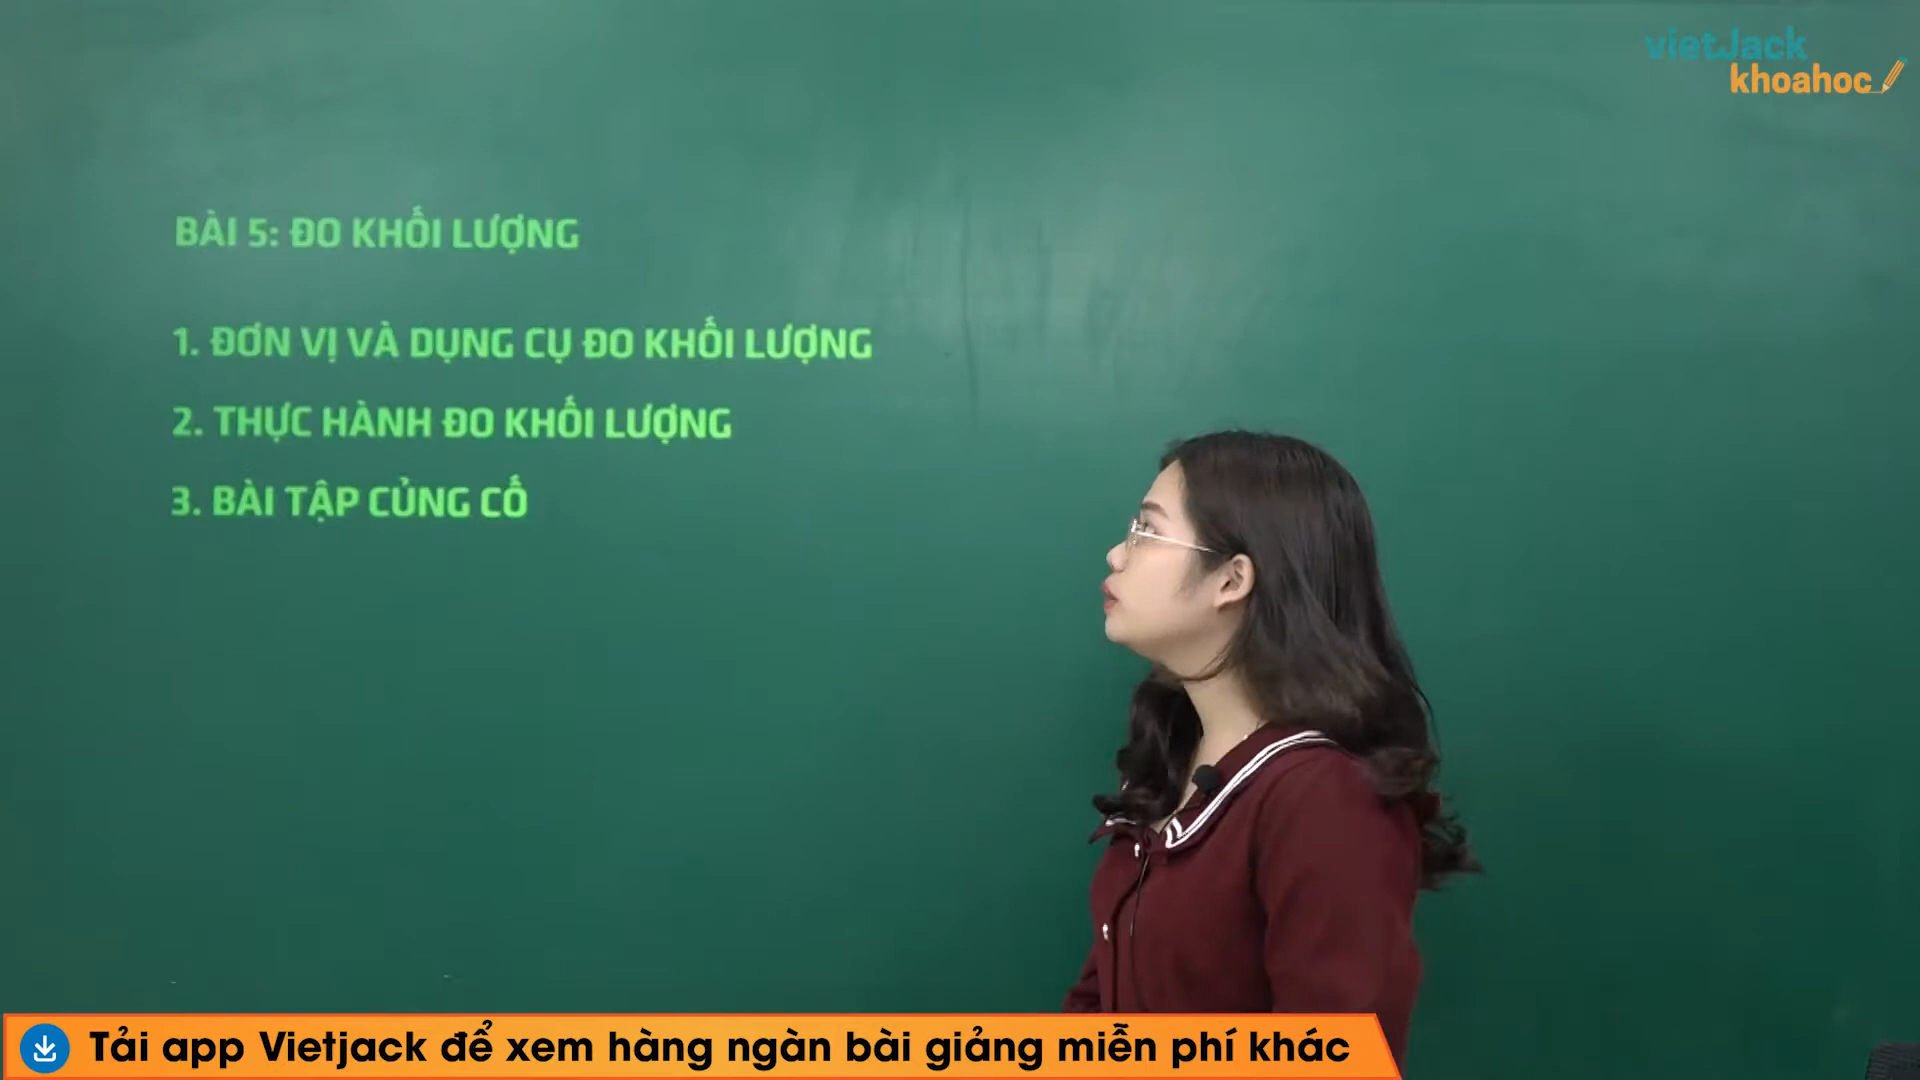 vietJack
khoahoc
BÀI 5: ĐO KHỐI LƯỢNG
1. ĐƠN VỊ VÀ DỤNG CỤ ĐO KHỐI LƯỢNG
2. THỰC HÀNH ĐO KHỐI LƯỢNG
3. BÀI TẬP CỦNG CỐ
Tải app Vietjack để xem hàng ngàn bài giảng miễn phí khác